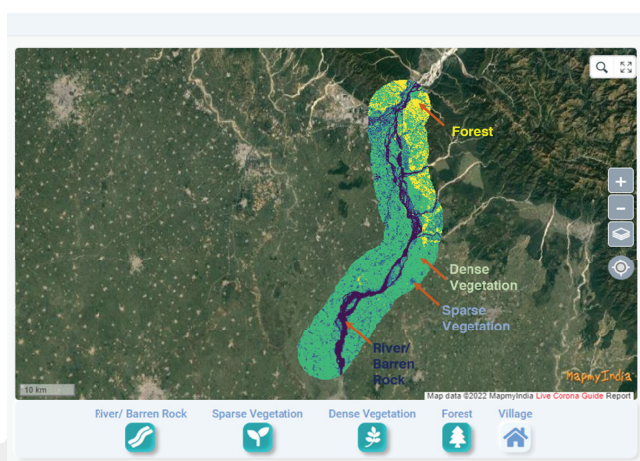 Forest
Dense
Vegetation
Sparse
Vegetation
River/
Barren
Rock
10 km
MapmyIndia
Map data ©2022 MapmyIndia Live Corona Guide Report
River/ Barren Rock
Sparse Vegetation
Dense Vegetation
Forest
Village